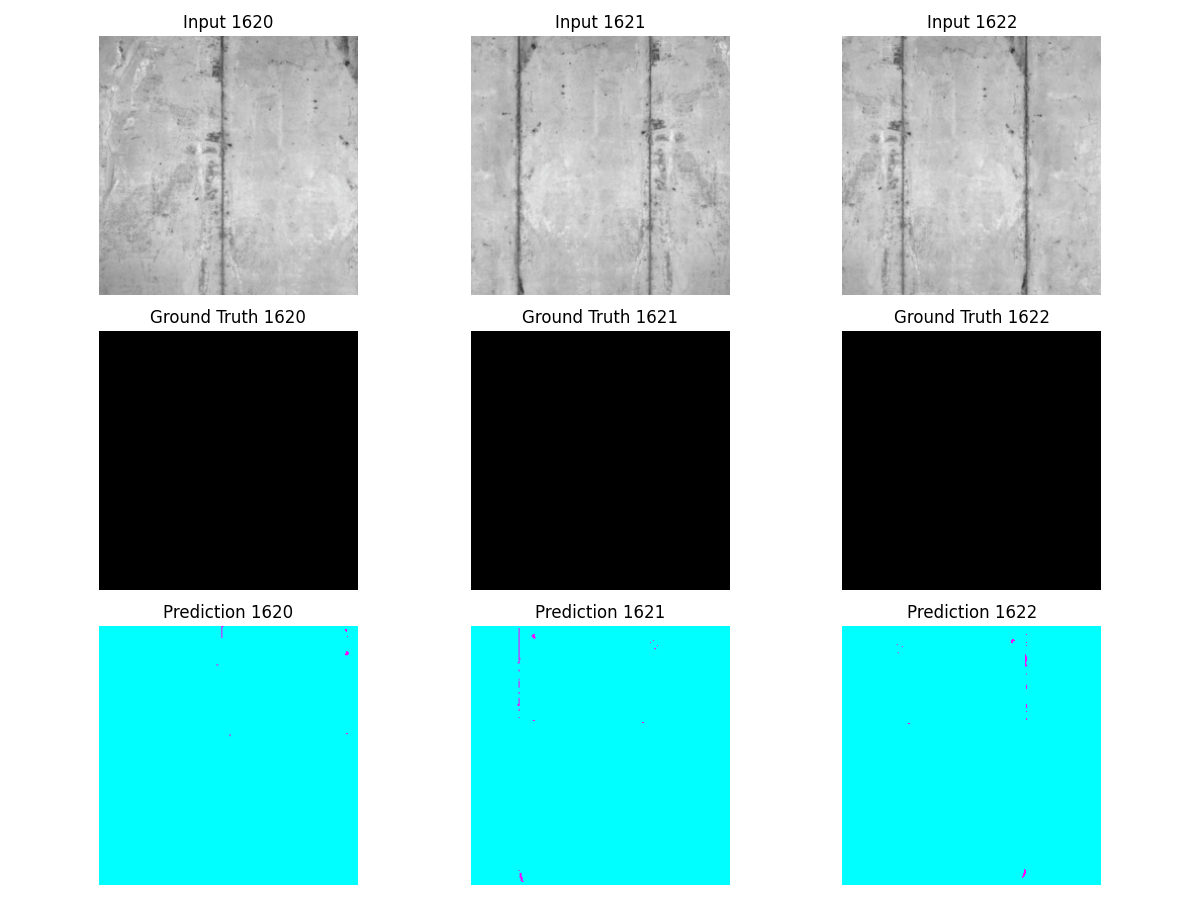 Input 1620
Input 1621
Input 1622
Ground Truth 1620
Ground Truth 1621
Ground Truth 1622
Prediction 1620
Prediction 1621
Prediction 1622